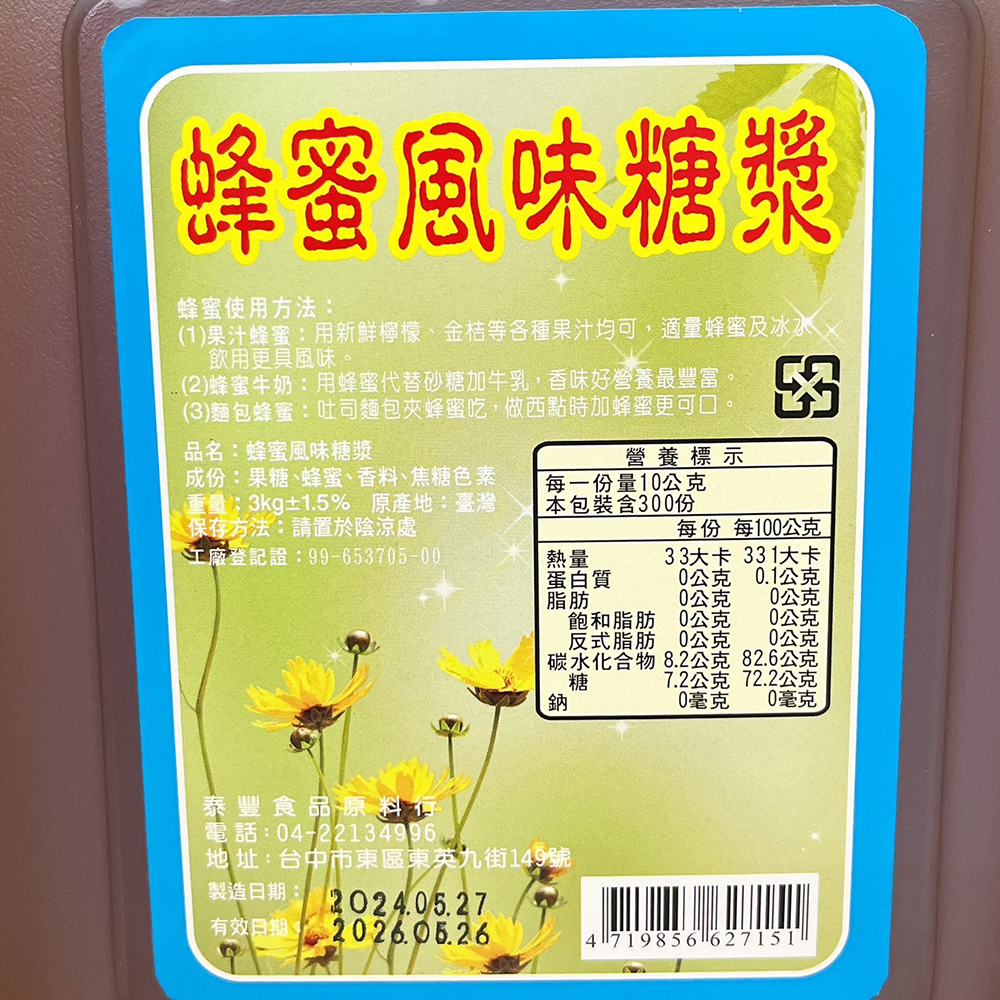 蜂蜜風味糖漿
蜂蜜使用方法：
(1)果汁蜂蜜：用新鮮檸檬、金桔等各種果汁均可，適量蜂蜜及冰水
飲用更具風味。
(2)蜂蜜牛奶：用蜂蜜代替砂糖加牛乳，香味好營養最豐富。
(3)麵包蜂蜜：吐司麵包夾蜂蜜吃，做西點時加蜂蜜更可口。
品名：蜂蜜風味糖漿
成份：果糖、蜂蜜、香料、焦糖色素
重量：3kg±1.5% 原產地：臺灣
保存方法：請置於陰涼處
工廠登記證：99-653705-00
營養標示
每一份量10公克
本包裝含300份
每份 每100公克
熱量 33大卡 331大卡
蛋白質 0公克 0.1公克
脂肪 0公克 0公克
飽和脂肪 0公克 0公克
反式脂肪 0公克 0公克
碳水化合物 8.2公克 82.6公克
糖 7.2公克 72.2公克
鈉 0毫克 0毫克
泰豐食品原料行
電話：04-22134996
地址：台中市東區東英九街149號
製造日期：2024.05.27
有效日期：2026.05.26
4 719856 627151